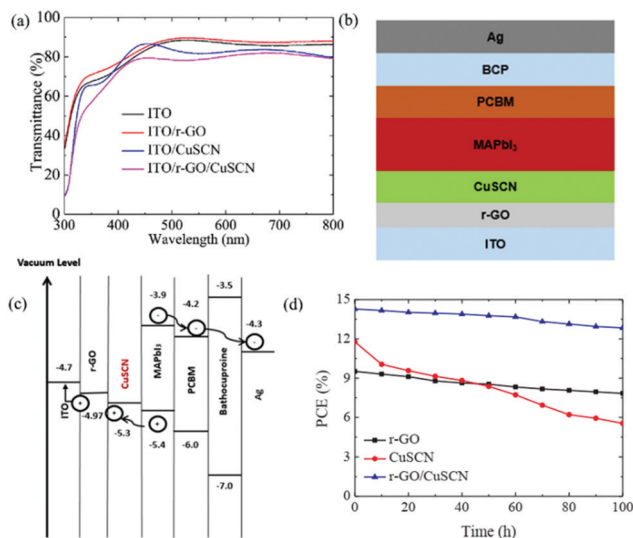 (a)
Transmittance (%)
100
80
60
40
20
0
ITO
ITO/r-GO
ITO/CuSCN
ITO/r-GO/CuSCN
300 400 500 600 700 800
Wavelength (nm)
(b)
Ag
BCP
PCBM
MAPbI₃
CuSCN
r-GO
ITO
(c)
Vacuum Level
-4.7
ITO
r-GO
-4.97
CuSCN
-5.3
-3.9
MAPbI₃
-5.4
-4.2
PCBM
-6.0
-3.5
Bathocuproine
-7.0
-4.3
Ag
(d)
PCE (%)
15
12
9
6
3
0
r-GO
CuSCN
r-GO/CuSCN
0 20 40 60 80 100
Time (h)